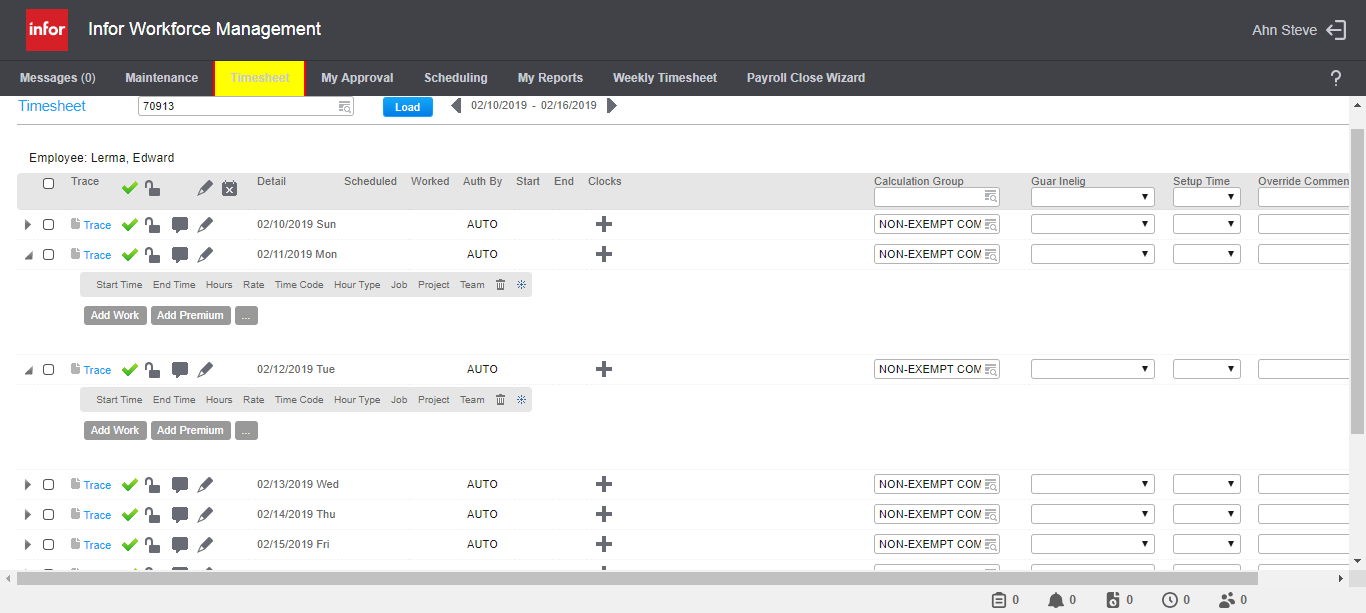 infor Infor Workforce Management Ahn Steve
Messages (0) Maintenance Timesheet My Approval Scheduling My Reports Weekly Timesheet Payroll Close Wizard ?
Timesheet 70913 Load 02/10/2019 - 02/16/2019
Employee: Lerma, Edward
Trace Detail Scheduled Worked Auth By Start End Clocks Calculation Group Guar Inelig Setup Time Override Commen
Trace 02/10/2019 Sun AUTO NON-EXEMPT COM
Trace 02/11/2019 Mon AUTO NON-EXEMPT COM
Start Time End Time Hours Rate Time Code Hour Type Job Project Team
Add Work Add Premium ...
Trace 02/12/2019 Tue AUTO NON-EXEMPT COM
Start Time End Time Hours Rate Time Code Hour Type Job Project Team
Add Work Add Premium ...
Trace 02/13/2019 Wed AUTO NON-EXEMPT COM
Trace 02/14/2019 Thu AUTO NON-EXEMPT COM
Trace 02/15/2019 Fri AUTO NON-EXEMPT COM
0 0 0 0 0